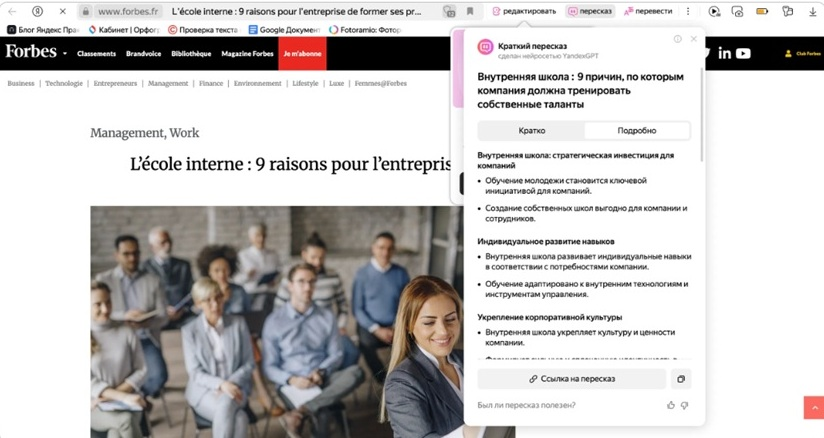 www.forbes.fr
L'école interne : 9 raisons pour l'entreprise de former ses pr...
редактировать
пересказ
перевести
Блог Яндекс Прак
Кабинет | Орфог
Проверка текста
Google Докумен
Fotoramio: Фотор
Forbes
Classements
Brandvoice
Bibliothèque
Magazine Forbes
Je m'abonne
Club Forbes
Business | Technologie | Entrepreneurs | Management | Finance | Environnement | Lifestyle | Luxe | Femmes@Forbes
Management, Work
L'école interne : 9 raisons pour l'entrepris
Краткий пересказ
сделан нейросетью YandexGPT
Внутренняя школа : 9 причин, по которым
компания должна тренировать
собственные таланты
Кратко
Подробно
Внутренняя школа: стратегическая инвестиция для
компаний
• Обучение молодежи становится ключевой
инициативой для компаний.
• Создание собственных школ выгодно для компании и
сотрудников.
Индивидуальное развитие навыков
• Внутренняя школа развивает индивидуальные навыки
в соответствии с потребностями компании.
• Обучение адаптировано к внутренним технологиям и
инструментам управления.
Укрепление корпоративной культуры
• Внутренняя школа укрепляет культуру и ценности
компании.
Ссылка на пересказ
Был ли пересказ полезен?